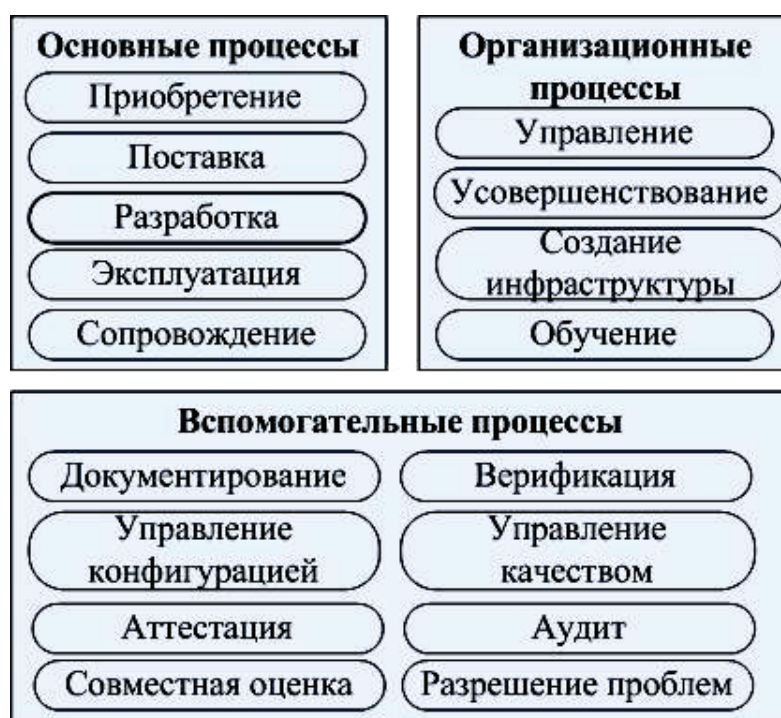 Основные процессы
Приобретение
Поставка
Разработка
Эксплуатация
Сопровождение
Организационные
процессы
Управление
Усовершенствование
Создание
инфраструктуры
Обучение
Вспомогательные процессы
Документирование
Верификация
Управление
конфигурацией
Управление
качеством
Аттестация
Аудит
Совместная оценка
Разрешение проблем